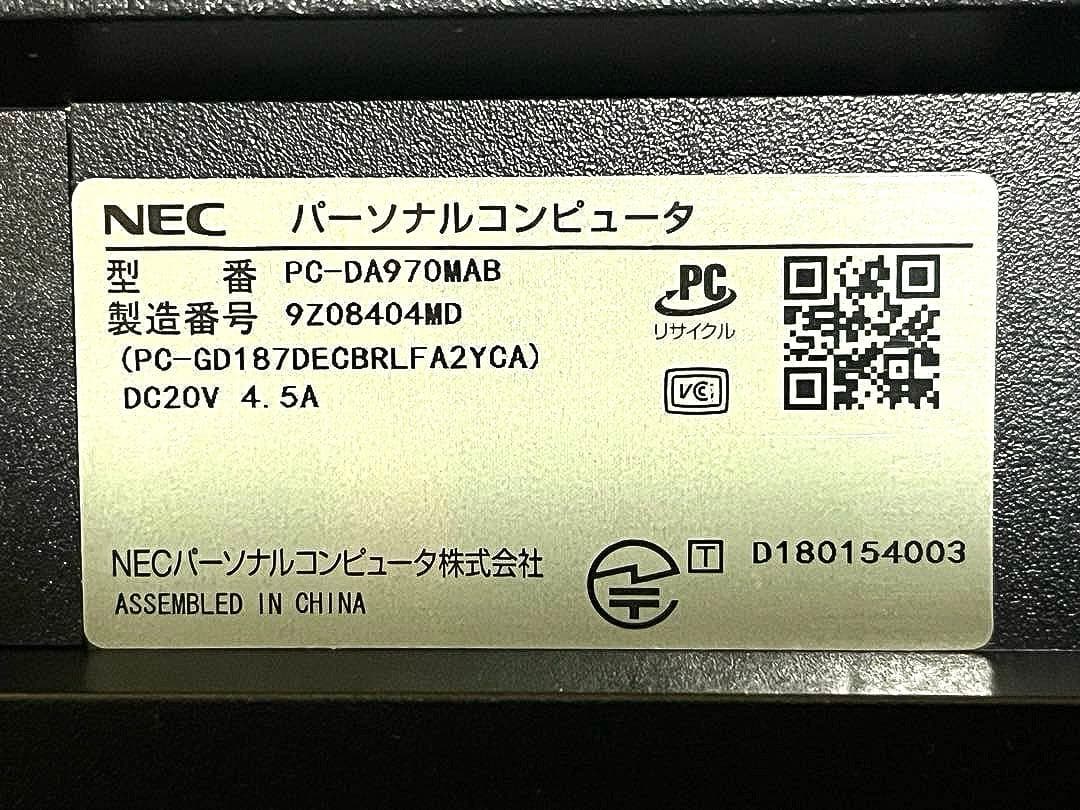 NEC パーソナルコンピュータ
型 番 PC-DA970MAB
製造番号 9Z08404MD
(PC-GD187DECBRLFA2YCA)
DC20V 4.5A
PC
リサイクル
VCCI
NECパーソナルコンピュータ株式会社
ASSEMBLED IN CHINA
T D180154003